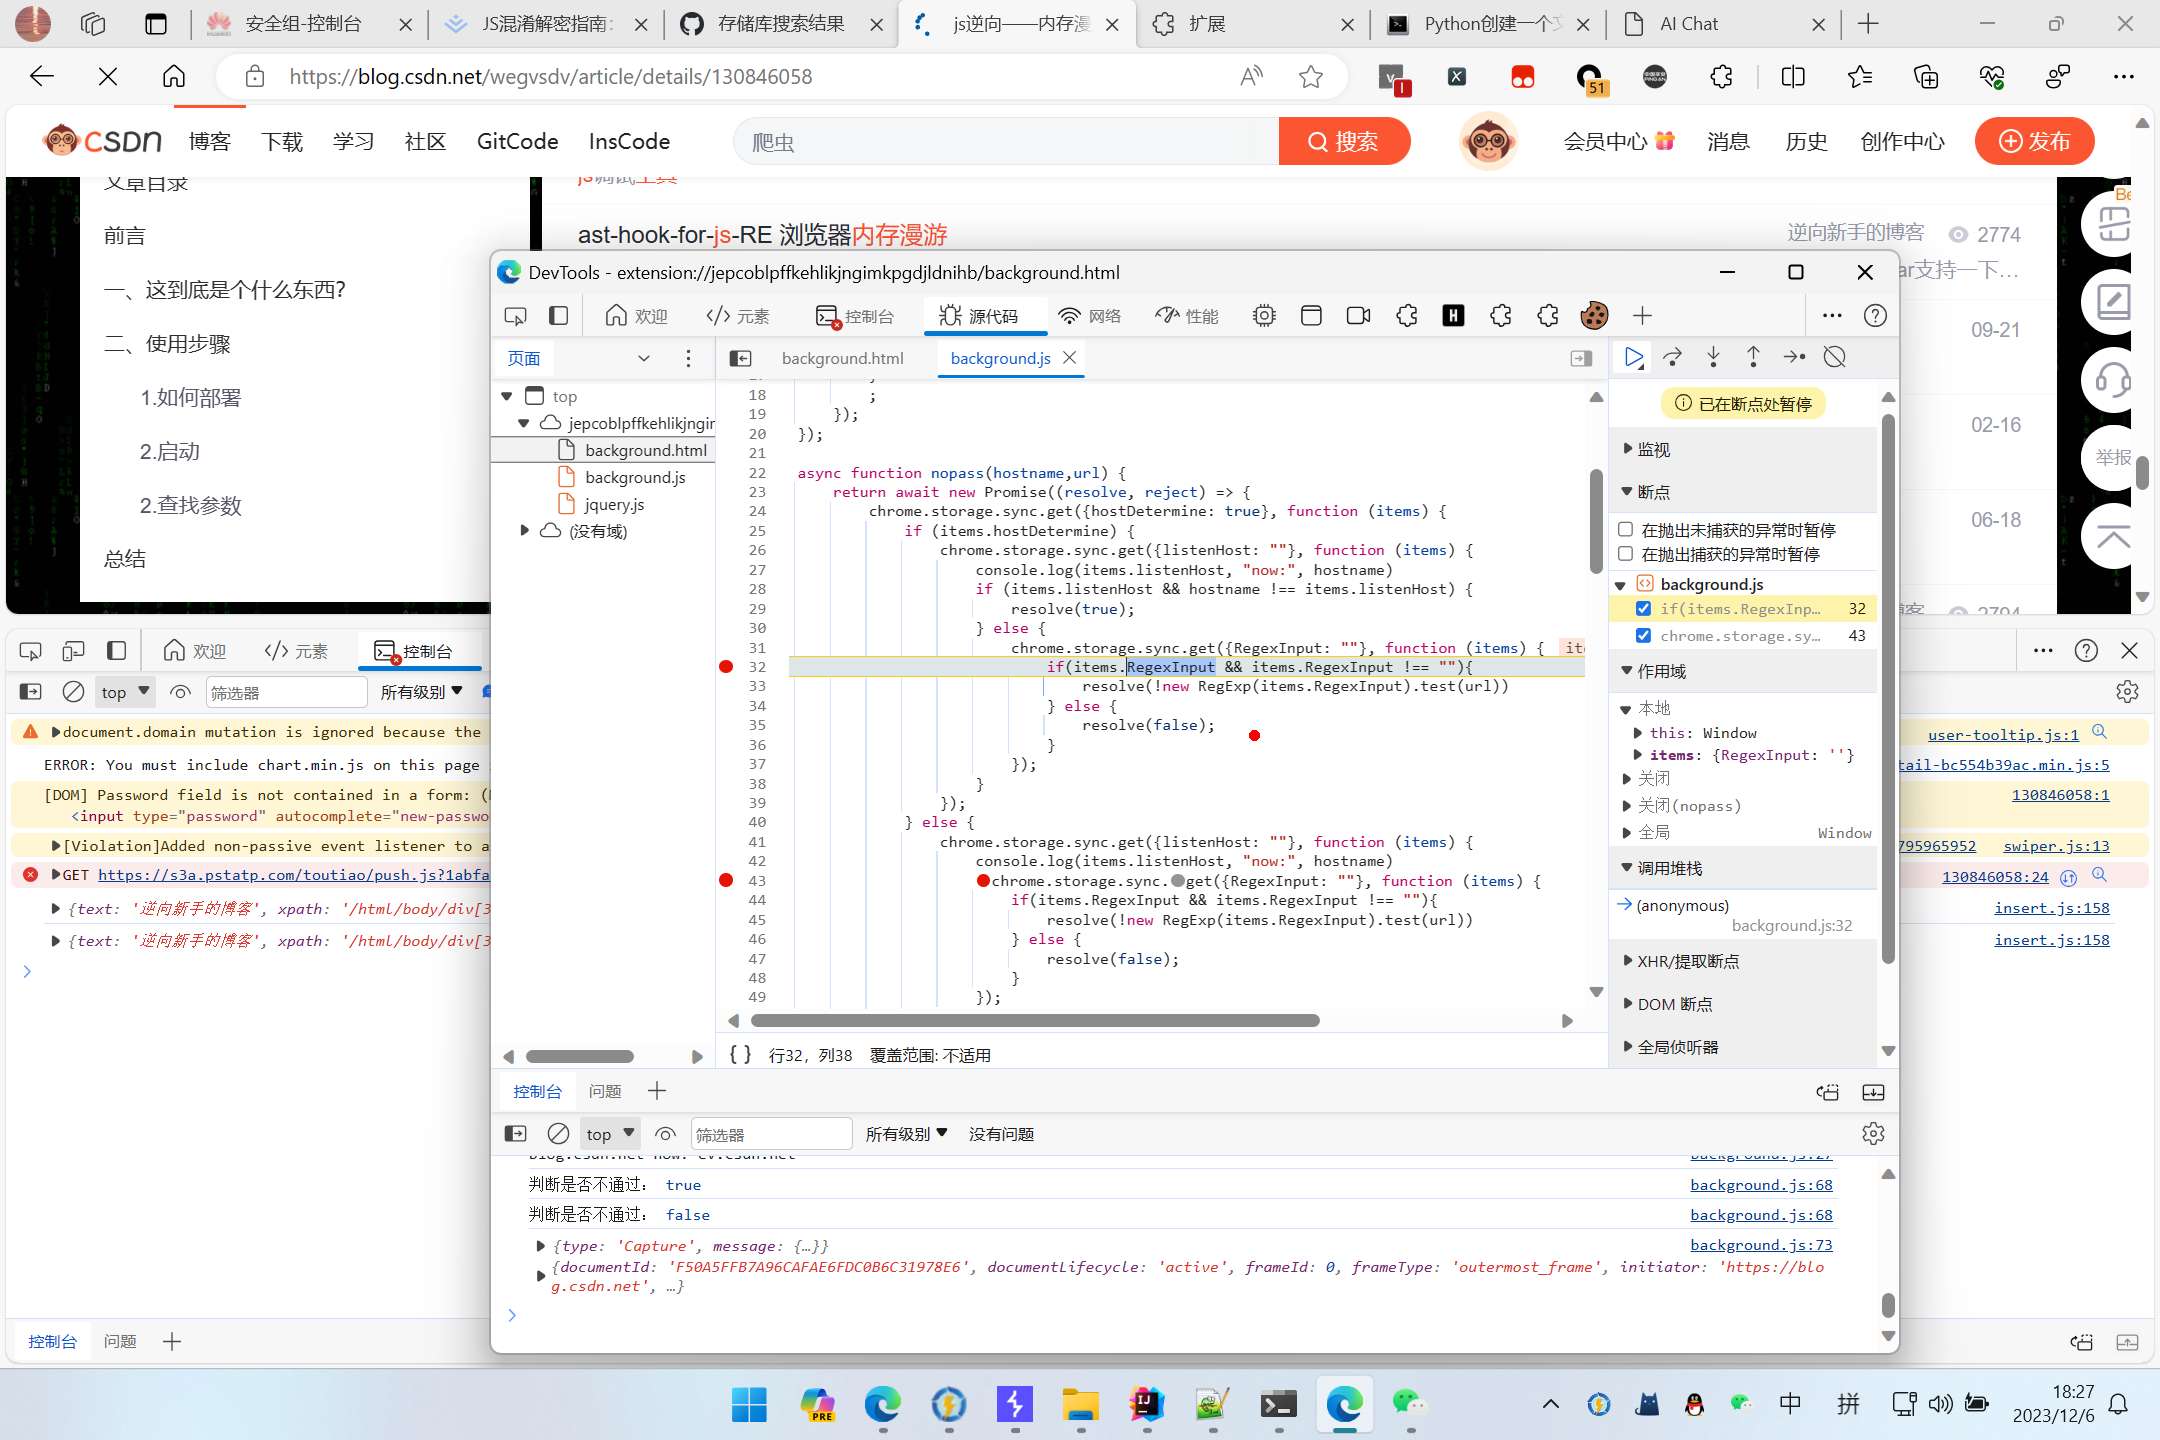 安全组-控制台
JS混淆解密指南:
存储库搜索结果
js逆向——内存漫
扩展
Python创建一个文
AI Chat
https://blog.csdn.net/wegvsdv/article/details/130846058
51
CSDN
博客
下载
学习
社区
GitCode
InsCode
爬虫
搜索
会员中心
消息
历史
创作中心
发布
文章目录
前言
一、这到底是个什么东西?
二、使用步骤
1.如何部署
2.启动
2.查找参数
总结
js调试工具
ast-hook-for-js-RE 浏览器内存漫游
逆向新手的博客
2774
ar支持一下…
09-21
02-16
06-18
2794
举报
DevTools - extension://jepcoblpffkehlikjngimkpgdjldnihb/background.html
欢迎
元素
控制台
源代码
网络
性能
页面
background.html
background.js
top
jepcoblpffkehlikjngir
background.html
background.js
jquery.js
(没有域)
18 ;
19 });
20 });
21
22 async function nopass(hostname,url) {
23 return await new Promise((resolve, reject) => {
24 chrome.storage.sync.get({hostDetermine: true}, function (items) {
25 if (items.hostDetermine) {
26 chrome.storage.sync.get({listenHost: ""}, function (items) {
27 console.log(items.listenHost, "now:", hostname)
28 if (items.listenHost && hostname !== items.listenHost) {
29 resolve(true);
30 } else {
31 chrome.storage.sync.get({RegexInput: ""}, function (items) { ite
32 if(items.RegexInput && items.RegexInput !== ""){
33 resolve(!new RegExp(items.RegexInput).test(url))
34 } else {
35 resolve(false);
36 }
37 });
38 }
39 });
40 } else {
41 chrome.storage.sync.get({listenHost: ""}, function (items) {
42 console.log(items.listenHost, "now:", hostname)
43 chrome.storage.sync.get({RegexInput: ""}, function (items) {
44 if(items.RegexInput && items.RegexInput !== ""){
45 resolve(!new RegExp(items.RegexInput).test(url))
46 } else {
47 resolve(false);
48 }
49 });
{ } 行32，列38 覆盖范围: 不适用
已在断点处暂停
监视
断点
在抛出未捕获的异常时暂停
在抛出捕获的异常时暂停
background.js
if(items.RegexInp… 32
chrome.storage.sy… 43
作用域
本地
this: Window
items: {RegexInput: ''}
关闭
关闭(nopass)
全局 Window
调用堆栈
(anonymous)
background.js:32
XHR/提取断点
DOM 断点
全局侦听器
控制台
问题
top
筛选器
所有级别
没有问题
blog.csdn.net now: ev.csdn.net background.js:27
判断是否不通过： true background.js:68
判断是否不通过： false background.js:68
{type: 'Capture', message: {…}} background.js:73
{documentId: 'F50A5FFB7A96CAFAE6FDC0B6C31978E6', documentLifecycle: 'active', frameId: 0, frameType: 'outermost_frame', initiator: 'https://blo
g.csdn.net', …}
欢迎
元素
控制台
top
筛选器
所有级别
document.domain mutation is ignored because the
user-tooltip.js:1
ERROR: You must include chart.min.js on this page
tail-bc554b39ac.min.js:5
[DOM] Password field is not contained in a form:
130846058:1
<input type="password" autocomplete="new-passwo
[Violation]Added non-passive event listener to a
795965952
swiper.js:13
GET https://s3a.pstatp.com/toutiao/push.js?1abfa
130846058:24
{text: '逆向新手的博客', xpath: '/html/body/div[3
insert.js:158
{text: '逆向新手的博客', xpath: '/html/body/div[3
insert.js:158
控制台
问题
PRE
中
拼
18:27
2023/12/6